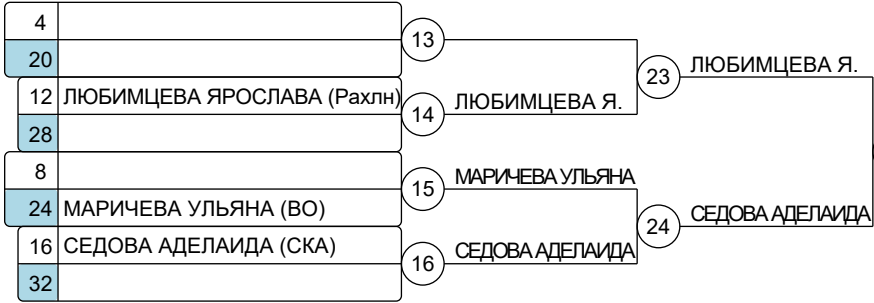 4
13
20
23 ЛЮБИМЦЕВА Я.
12 ЛЮБИМЦЕВА ЯРОСЛАВА (Рахлн)
14 ЛЮБИМЦЕВА Я.
28
8
15 МАРИЧЕВА УЛЬЯНА
24 МАРИЧЕВА УЛЬЯНА (ВО)
24 СЕДОВА АДЕЛАИДА
16 СЕДОВА АДЕЛАИДА (СКА)
16 СЕДОВА АДЕЛАИДА
32